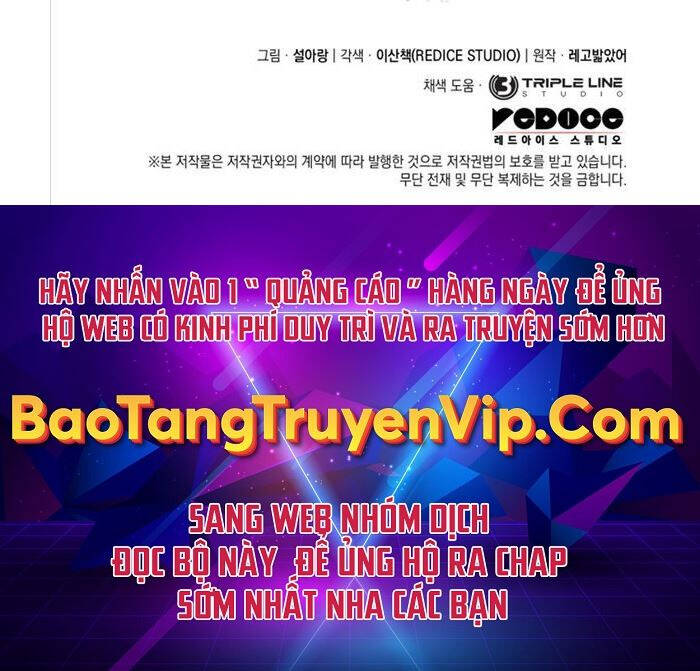 그림 · 설아랑 | 각색 · 이산책(REDICE STUDIO) | 원작 · 레고밟았어
채색 도움 · 3 TRIPLE LINE
STUDIO
REDICE
레드아이스 스튜디오
※본 저작물은 저작권자와의 계약에 따라 발행한 것으로 저작권법의 보호를 받고 있습니다.
무단 전재 및 무단 복제하는 것을 금합니다.
HÃY NHẤN VÀO 1 “ QUẢNG CÁO ” HÀNG NGÀY ĐỂ ỦNG
HỘ WEB CÓ KINH PHÍ DUY TRÌ VÀ RA TRUYỆN SỚM HƠN
BaoTangTruyenVip.Com
SANG WEB NHÓM DỊCH
ĐỌC BỘ NÀY ĐỂ ỦNG HỘ RA CHAP
SỚM NHẤT NHA CÁC BẠN